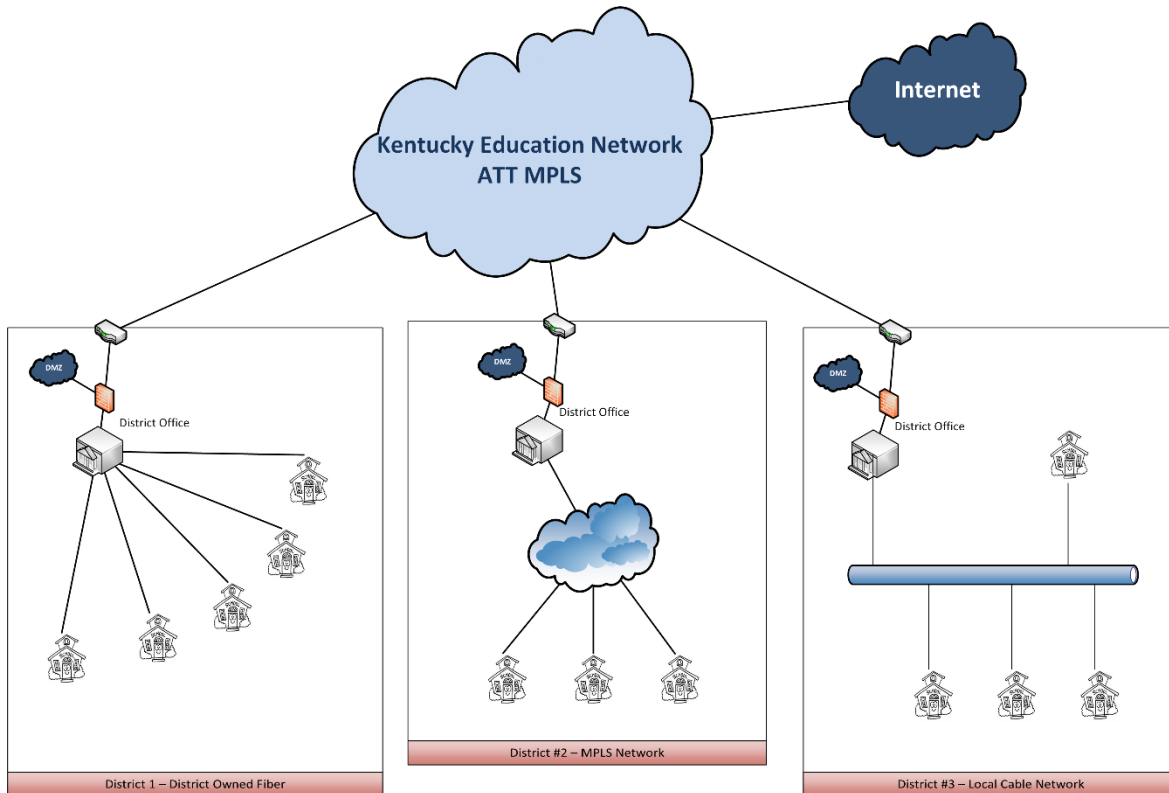 Kentucky Education Network
ATT MPLS
Internet
DMZ
District Office
District 1 – District Owned Fiber
DMZ
District Office
District #2 – MPLS Network
DMZ
District Office
District #3 – Local Cable Network